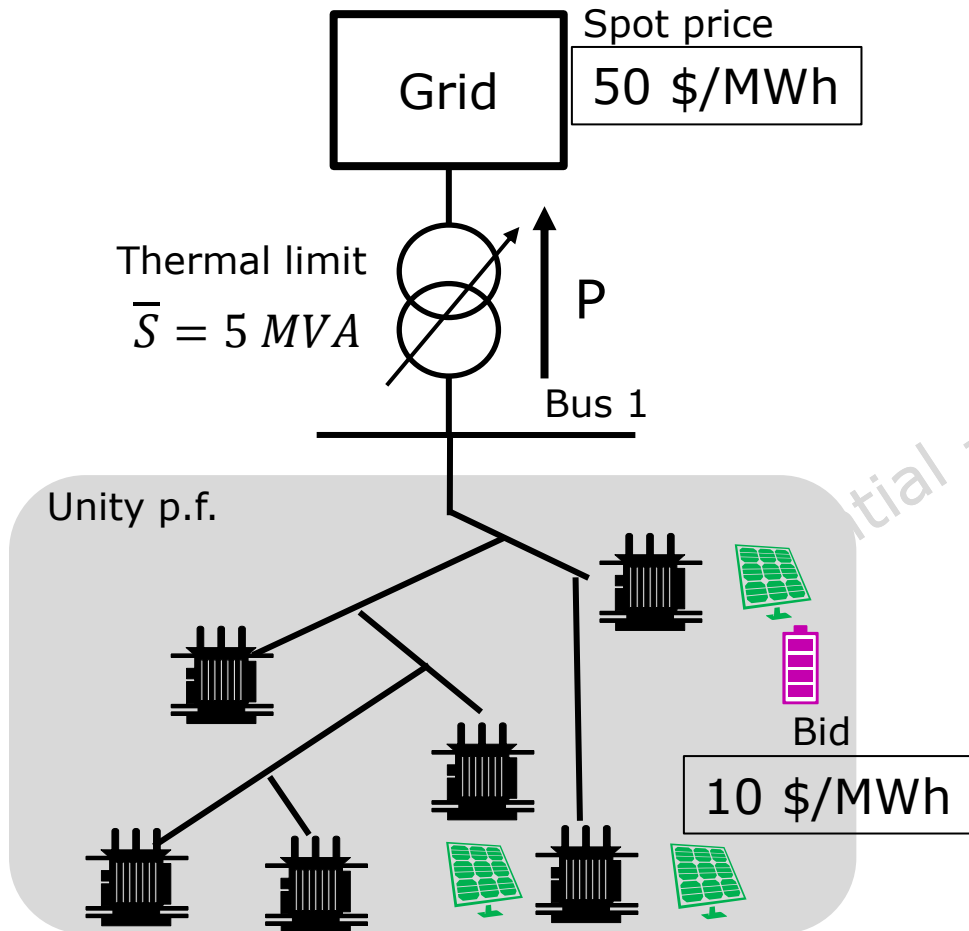 Spot price
Grid
50 $/MWh
Thermal limit
S̅ = 5 MVA
P
Bus 1
Unity p.f.
Bid
10 $/MWh